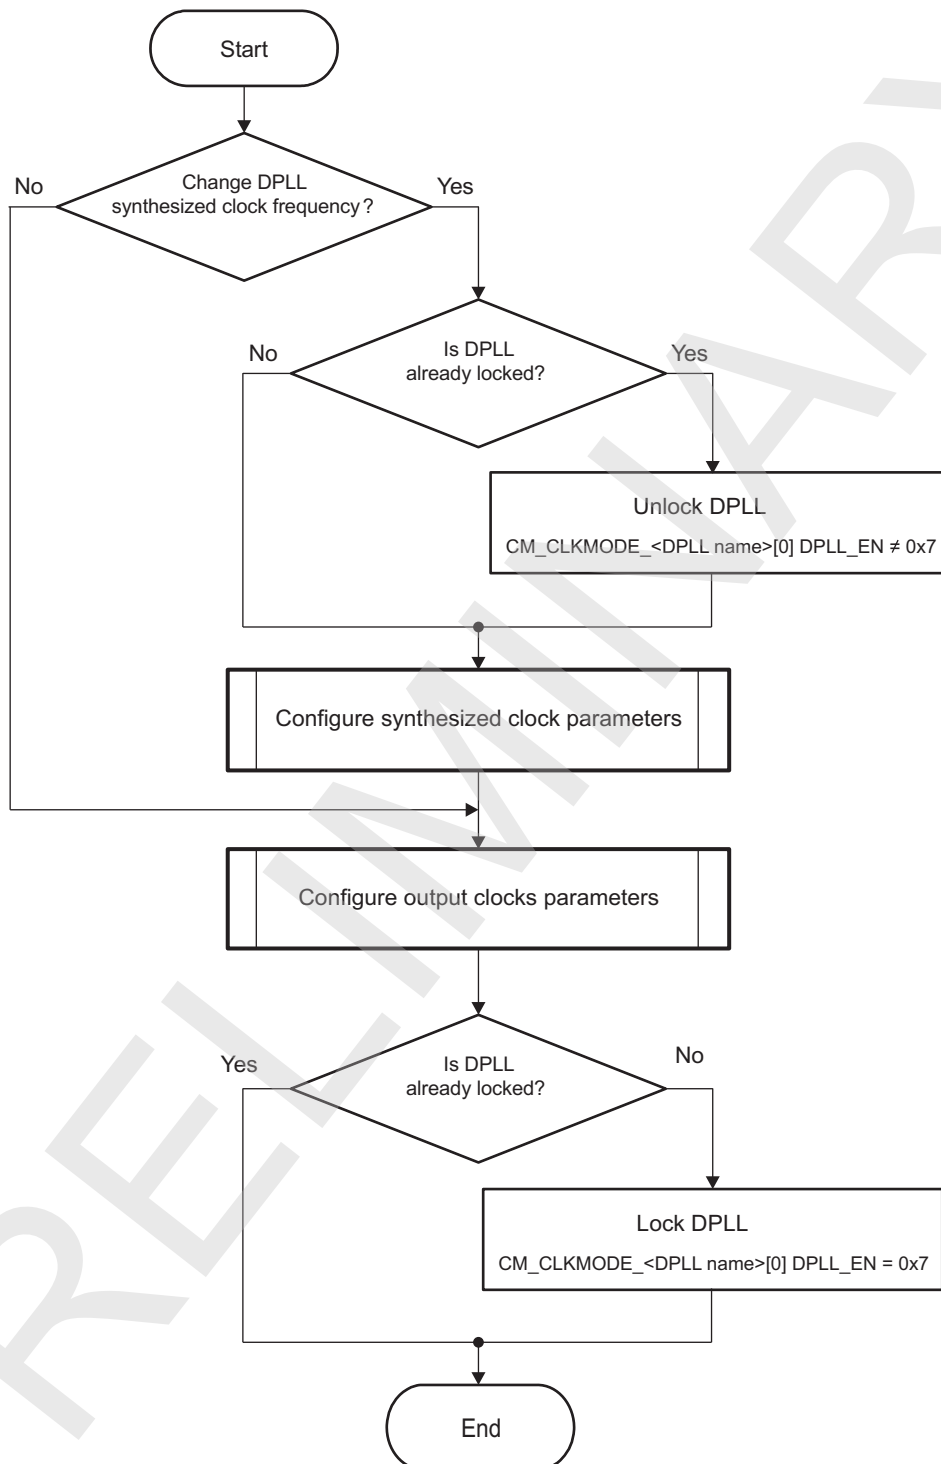 Start
Change DPLL
synthesized clock frequency?
No
Yes
Is DPLL
already locked?
No
Yes
Unlock DPLL
CM_CLKMODE_<DPLL name>[0] DPLL_EN ≠ 0x7
Configure synthesized clock parameters
Configure output clocks parameters
Is DPLL
already locked?
Yes
No
Lock DPLL
CM_CLKMODE_<DPLL name>[0] DPLL_EN = 0x7
End
RELIMINARY